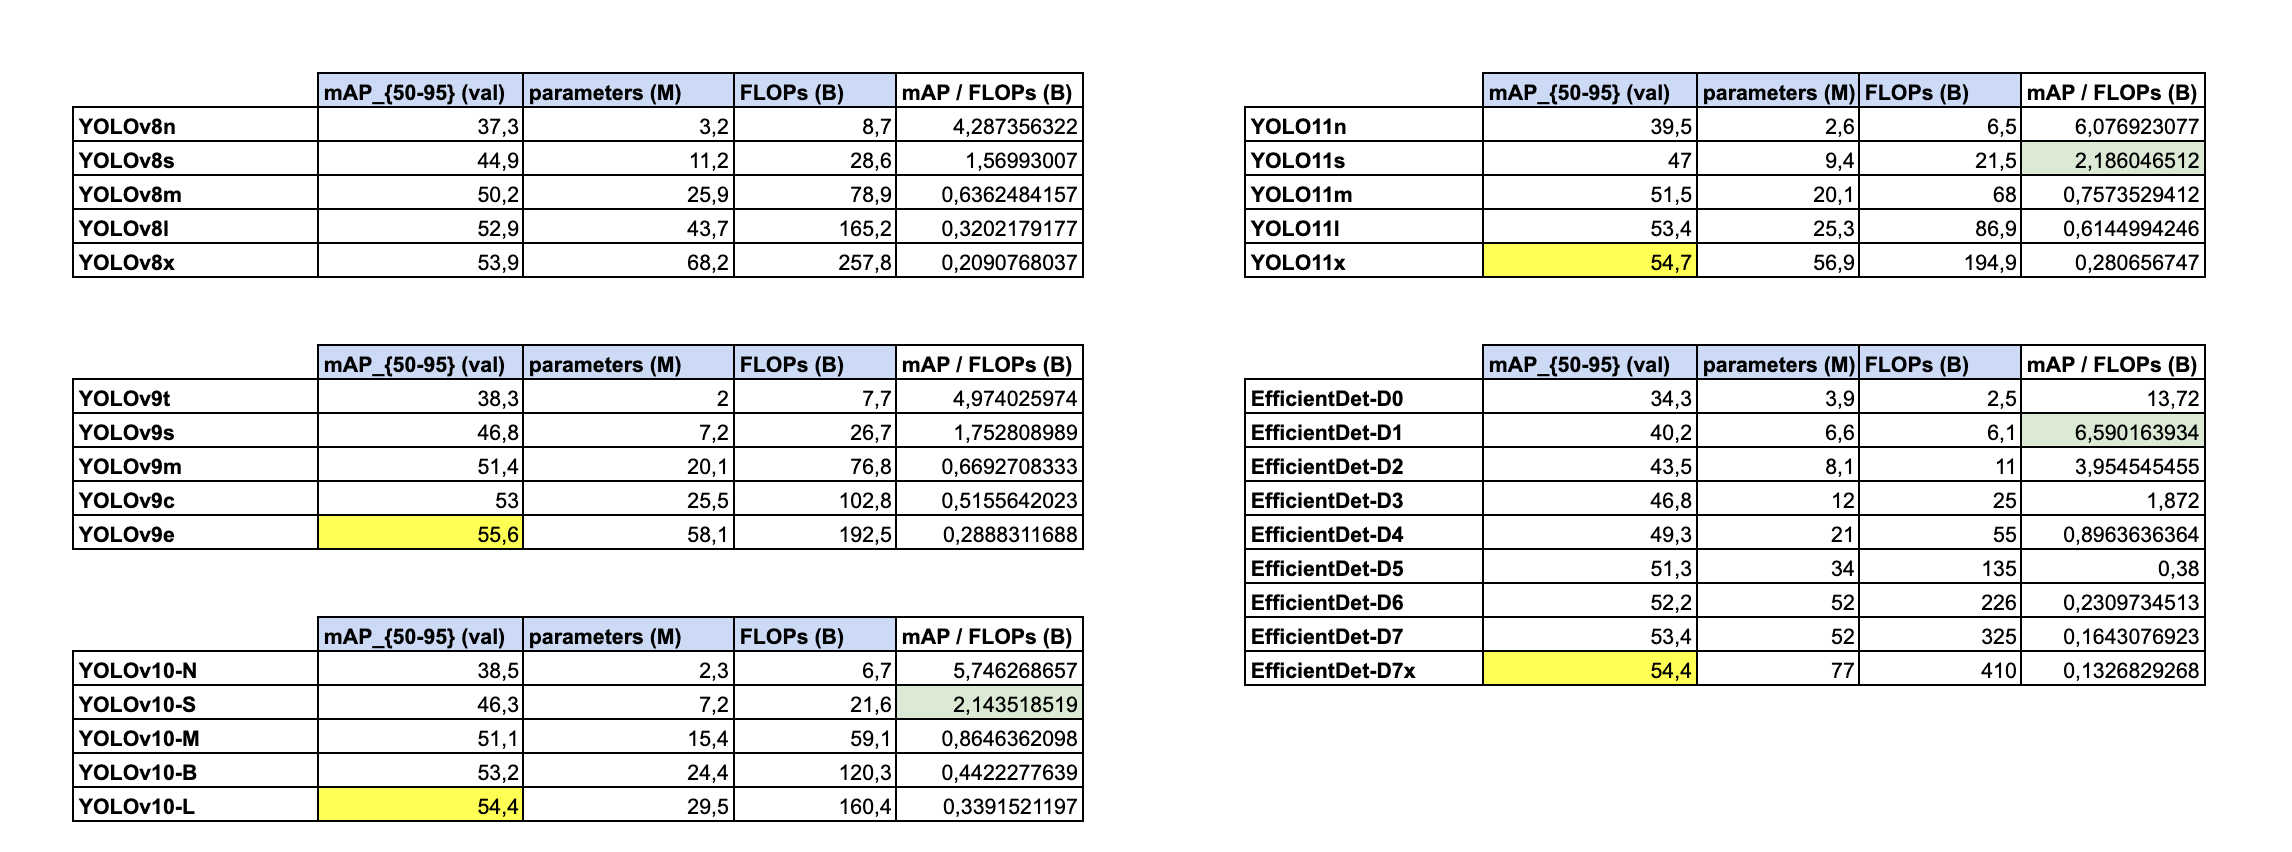 mAP_{50-95} (val) parameters (M) FLOPs (B) mAP / FLOPs (B)
YOLOv8n 37,3 3,2 8,7 4,287356322
YOLOv8s 44,9 11,2 28,6 1,56993007
YOLOv8m 50,2 25,9 78,9 0,6362484157
YOLOv8l 52,9 43,7 165,2 0,3202179177
YOLOv8x 53,9 68,2 257,8 0,2090768037
mAP_{50-95} (val) parameters (M) FLOPs (B) mAP / FLOPs (B)
YOLOv9t 38,3 2 7,7 4,974025974
YOLOv9s 46,8 7,2 26,7 1,752808989
YOLOv9m 51,4 20,1 76,8 0,6692708333
YOLOv9c 53 25,5 102,8 0,5155642023
YOLOv9e 55,6 58,1 192,5 0,2888311688
mAP_{50-95} (val) parameters (M) FLOPs (B) mAP / FLOPs (B)
YOLOv10-N 38,5 2,3 6,7 5,746268657
YOLOv10-S 46,3 7,2 21,6 2,143518519
YOLOv10-M 51,1 15,4 59,1 0,8646362098
YOLOv10-B 53,2 24,4 120,3 0,4422277639
YOLOv10-L 54,4 29,5 160,4 0,3391521197
mAP_{50-95} (val) parameters (M) FLOPs (B) mAP / FLOPs (B)
YOLO11n 39,5 2,6 6,5 6,076923077
YOLO11s 47 9,4 21,5 2,186046512
YOLO11m 51,5 20,1 68 0,7573529412
YOLO11l 53,4 25,3 86,9 0,6144994246
YOLO11x 54,7 56,9 194,9 0,280656747
mAP_{50-95} (val) parameters (M) FLOPs (B) mAP / FLOPs (B)
EfficientDet-D0 34,3 3,9 2,5 13,72
EfficientDet-D1 40,2 6,6 6,1 6,590163934
EfficientDet-D2 43,5 8,1 11 3,954545455
EfficientDet-D3 46,8 12 25 1,872
EfficientDet-D4 49,3 21 55 0,8963636364
EfficientDet-D5 51,3 34 135 0,38
EfficientDet-D6 52,2 52 226 0,2309734513
EfficientDet-D7 53,4 52 325 0,1643076923
EfficientDet-D7x 54,4 77 410 0,1326829268